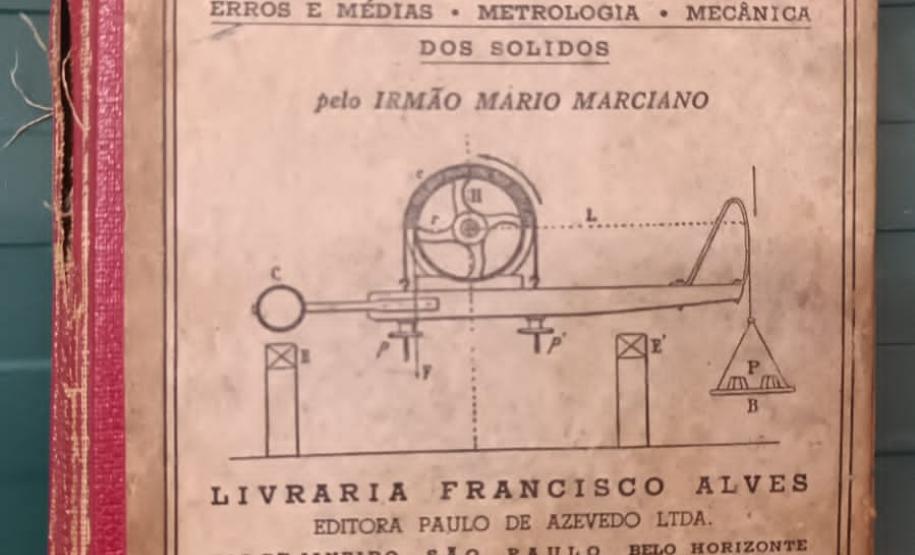 ERROS E MÉDIAS • METROLOGIA • MECÂNICA
DOS SOLIDOS
pelo IRMÃO MÁRIO MARCIANO
c
H
r
L
C
P
P'
F
E
E'
P
B
LIVRARIA FRANCISCO ALVES
EDITORA PAULO DE AZEVEDO LTDA.
JANEIRO SÃO PAULO BELO HORIZONTE